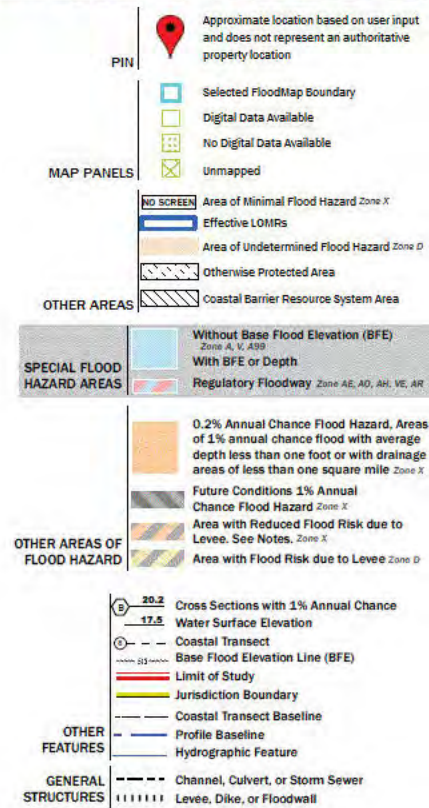 Approximate location based on user input
and does not represent an authoritative
property location
PIN
Selected FloodMap Boundary
Digital Data Available
No Digital Data Available
Unmapped
MAP PANELS
NO SCREEN Area of Minimal Flood Hazard Zone X
Effective LOMRs
Area of Undetermined Flood Hazard Zone D
Otherwise Protected Area
Coastal Barrier Resource System Area
OTHER AREAS
Without Base Flood Elevation (BFE)
Zone A, V, A99
With BFE or Depth
Regulatory Floodway Zone AE, AO, AH, VE, AR
SPECIAL FLOOD
HAZARD AREAS
0.2% Annual Chance Flood Hazard, Areas
of 1% annual chance flood with average
depth less than one foot or with drainage
areas of less than one square mile Zone X
Future Conditions 1% Annual
Chance Flood Hazard Zone X
Area with Reduced Flood Risk due to
Levee. See Notes. Zone X
Area with Flood Risk due to Levee Zone D
OTHER AREAS OF
FLOOD HAZARD
B 20.2 Cross Sections with 1% Annual Chance
17.5 Water Surface Elevation
8 Coastal Transect
513 Base Flood Elevation Line (BFE)
Limit of Study
Jurisdiction Boundary
Coastal Transect Baseline
Profile Baseline
Hydrographic Feature
OTHER
FEATURES
Channel, Culvert, or Storm Sewer
Levee, Dike, or Floodwall
GENERAL
STRUCTURES